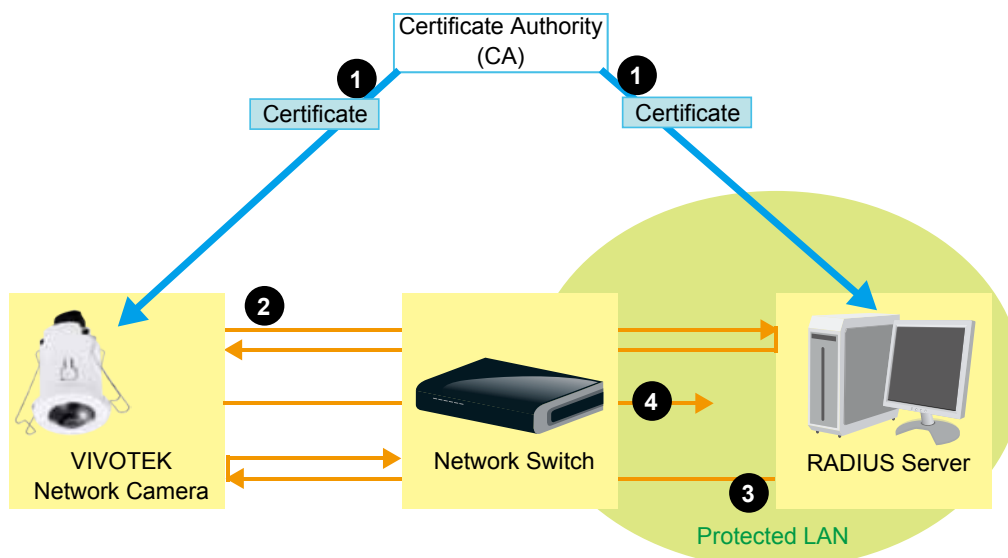 Certificate Authority
(CA)
1
1
Certificate
Certificate
2
4
VIVOTEK
Network Camera
Network Switch
RADIUS Server
3
Protected LAN